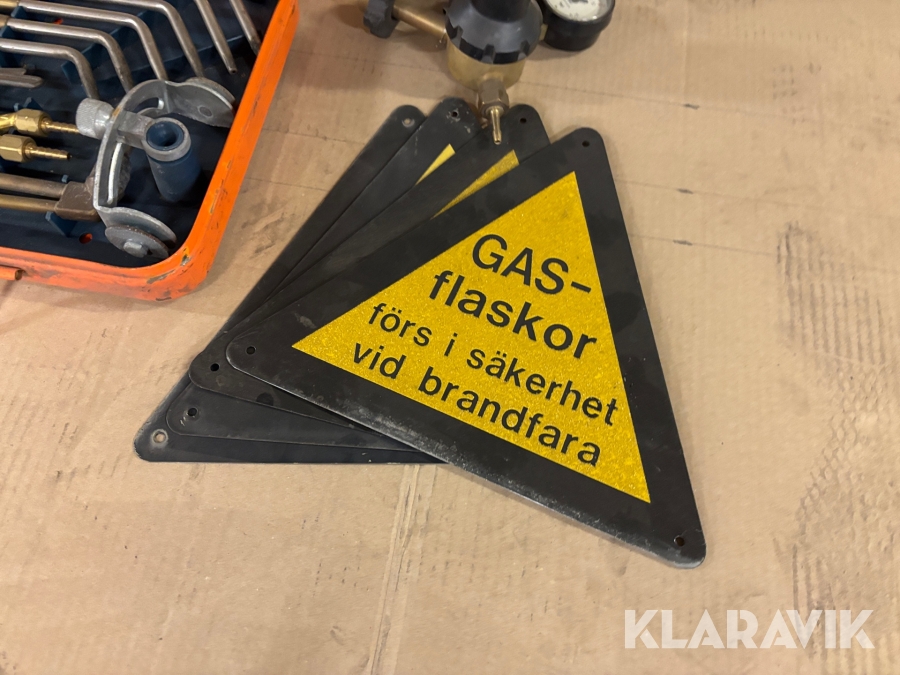 GAS-
flaskor
förs i säkerhet
vid brandfara
KLARAVIK